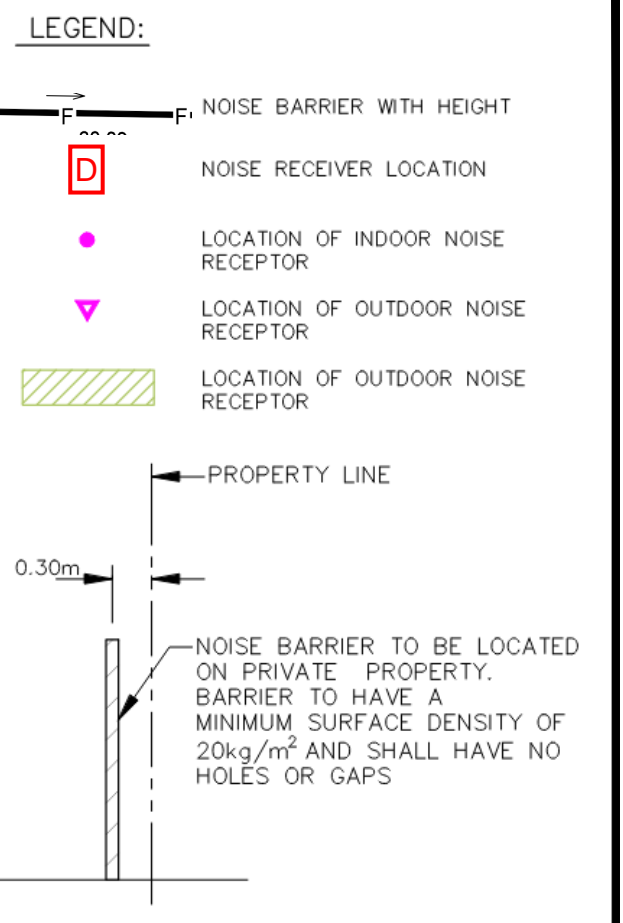 LEGEND:
F F
NOISE BARRIER WITH HEIGHT
D
NOISE RECEIVER LOCATION
LOCATION OF INDOOR NOISE
RECEPTOR
LOCATION OF OUTDOOR NOISE
RECEPTOR
LOCATION OF OUTDOOR NOISE
RECEPTOR
PROPERTY LINE
0.30m
NOISE BARRIER TO BE LOCATED
ON PRIVATE PROPERTY.
BARRIER TO HAVE A
MINIMUM SURFACE DENSITY OF
20kg/m² AND SHALL HAVE NO
HOLES OR GAPS